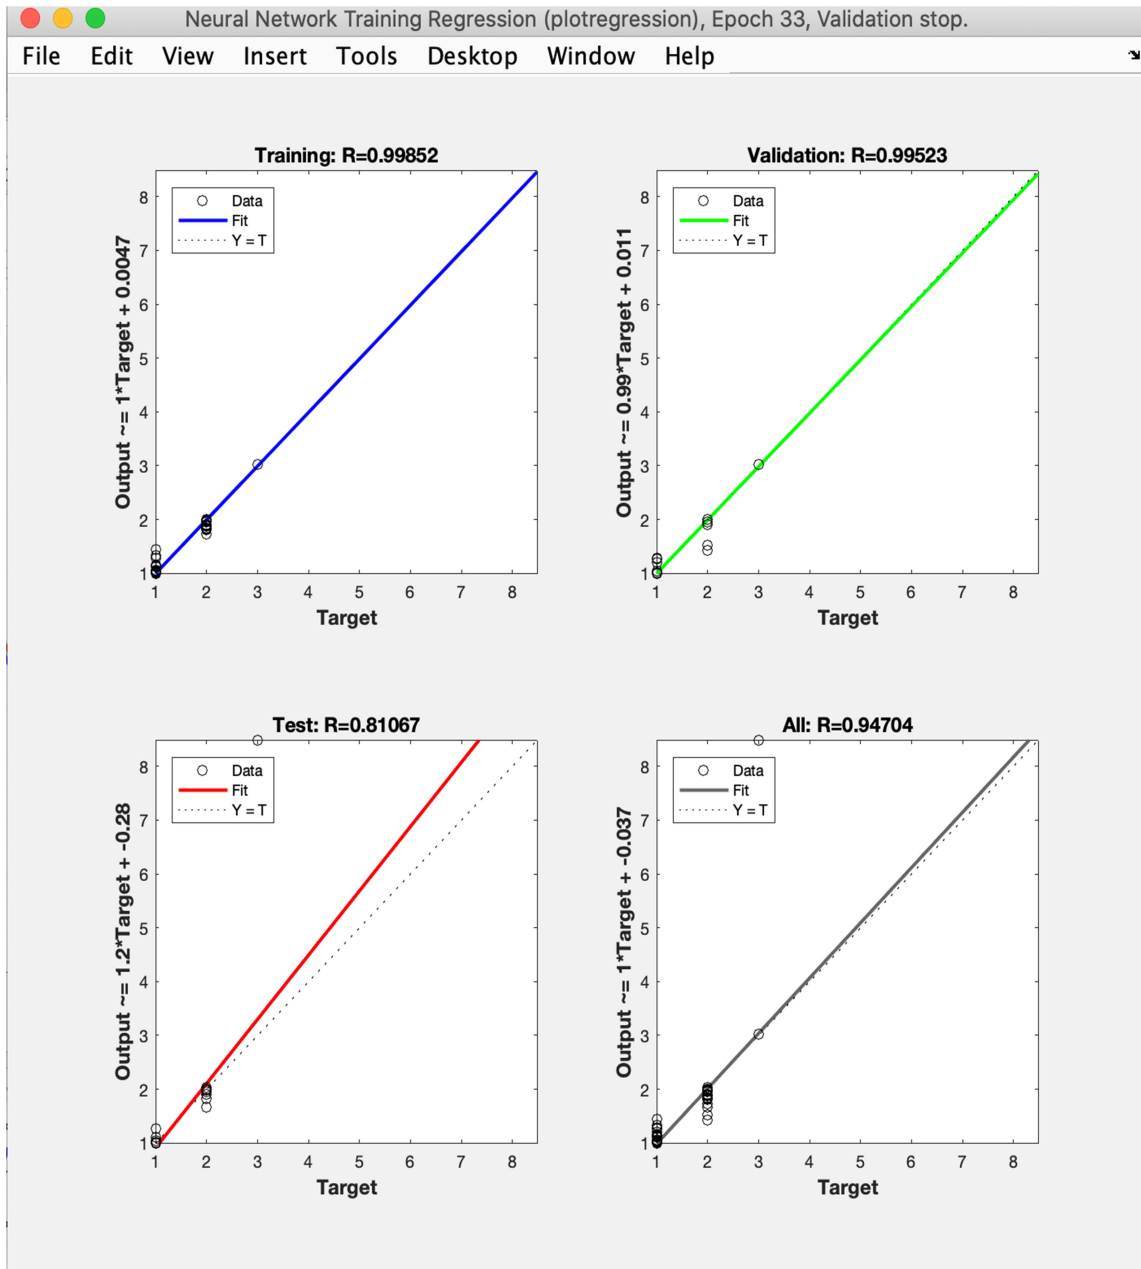 Neural Network Training Regression (plotregression), Epoch 33, Validation stop.
File Edit View Insert Tools Desktop Window Help
Training: R=0.99852
Data
Fit
Y = T
Output ~= 1*Target + 0.0047
8
7
6
5
4
3
2
1
1 2 3 4 5 6 7 8
Target
Validation: R=0.99523
Data
Fit
Y = T
Output ~= 0.99*Target + 0.011
8
7
6
5
4
3
2
1
1 2 3 4 5 6 7 8
Target
Test: R=0.81067
Data
Fit
Y = T
Output ~= 1.2*Target + -0.28
8
7
6
5
4
3
2
1
1 2 3 4 5 6 7 8
Target
All: R=0.94704
Data
Fit
Y = T
Output ~= 1*Target + -0.037
8
7
6
5
4
3
2
1
1 2 3 4 5 6 7 8
Target